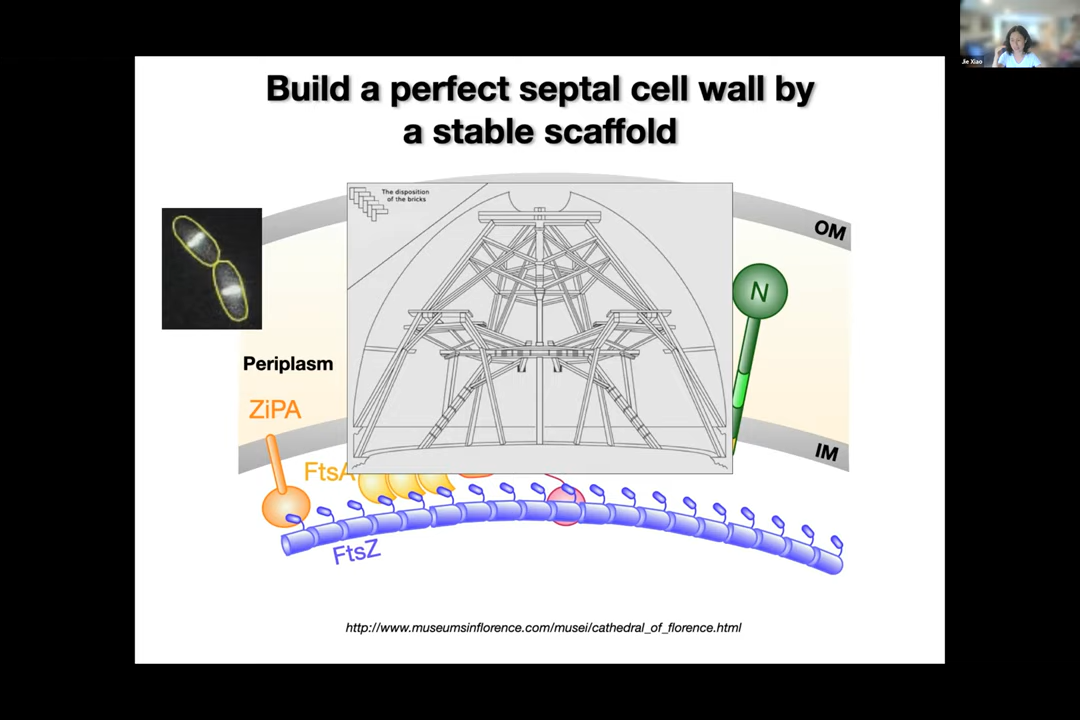 Jie Xiao
Build a perfect septal cell wall by
a stable scaffold
The disposition
of the bricks
OM
N
Periplasm
ZiPA
IM
FtsA
FtsZ
http://www.museumsinflorence.com/musei/cathedral_of_florence.html